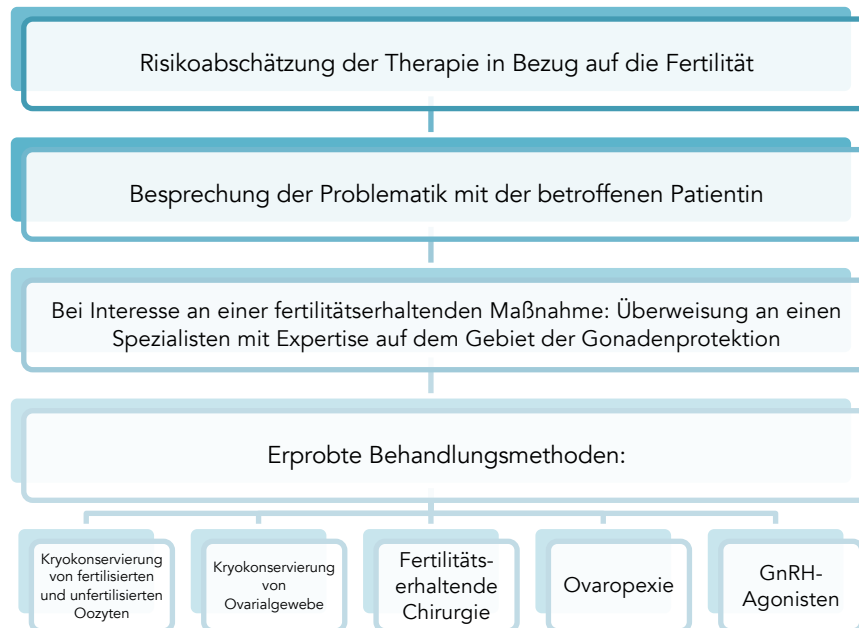 Risikoabschätzung der Therapie in Bezug auf die Fertilität
Besprechung der Problematik mit der betroffenen Patientin
Bei Interesse an einer fertilitätserhaltenden Maßnahme: Überweisung an einen
Spezialisten mit Expertise auf dem Gebiet der Gonadenprotektion
Erprobte Behandlungsmethoden:
Kryokonservierung
von fertilisierten
und unfertilisierten
Oozyten
Kryokonservierung
von
Ovarialgewebe
Fertilitäts-
erhaltende
Chirurgie
Ovaropexie
GnRH-
Agonisten